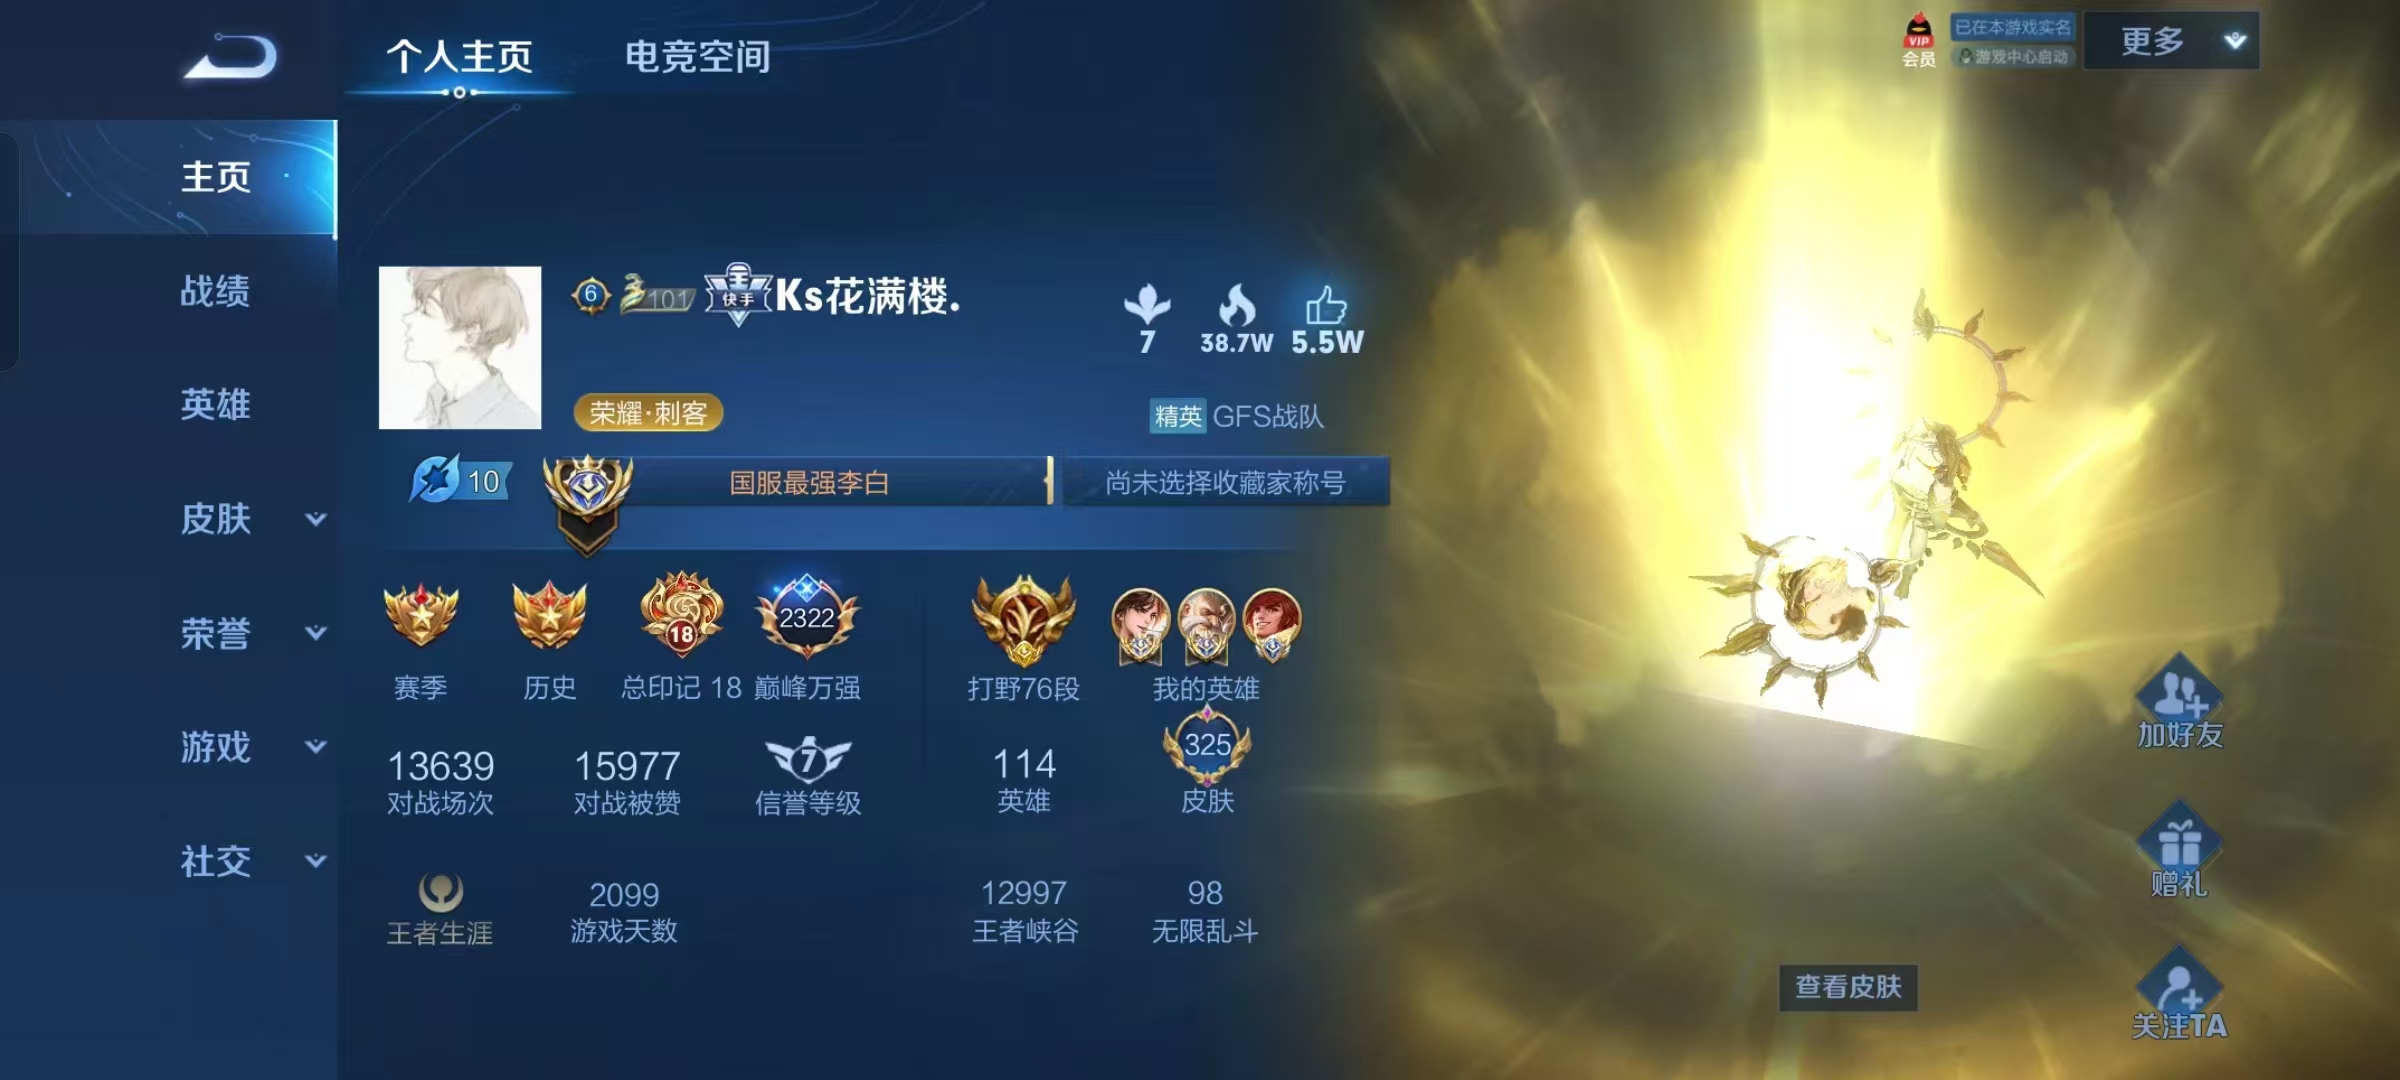 个人主页 电竞空间
VIP 会员 已在本游戏实名 更多
游戏中心启动
主页
战绩
英雄
皮肤
荣誉
游戏
社交
6 101 快手 Ks花满楼.
7 38.7W 5.5W
荣耀·刺客 精英 GFS战队
10 国服最强李白 尚未选择收藏家称号
18 2322
赛季 历史 总印记 18 巅峰万强 打野76段 我的英雄
13639 15977 7 114 325
对战场次 对战被赞 信誉等级 英雄 皮肤
2099 12997 98
王者生涯 游戏天数 王者峡谷 无限乱斗
加好友
赠礼
查看皮肤
关注TA